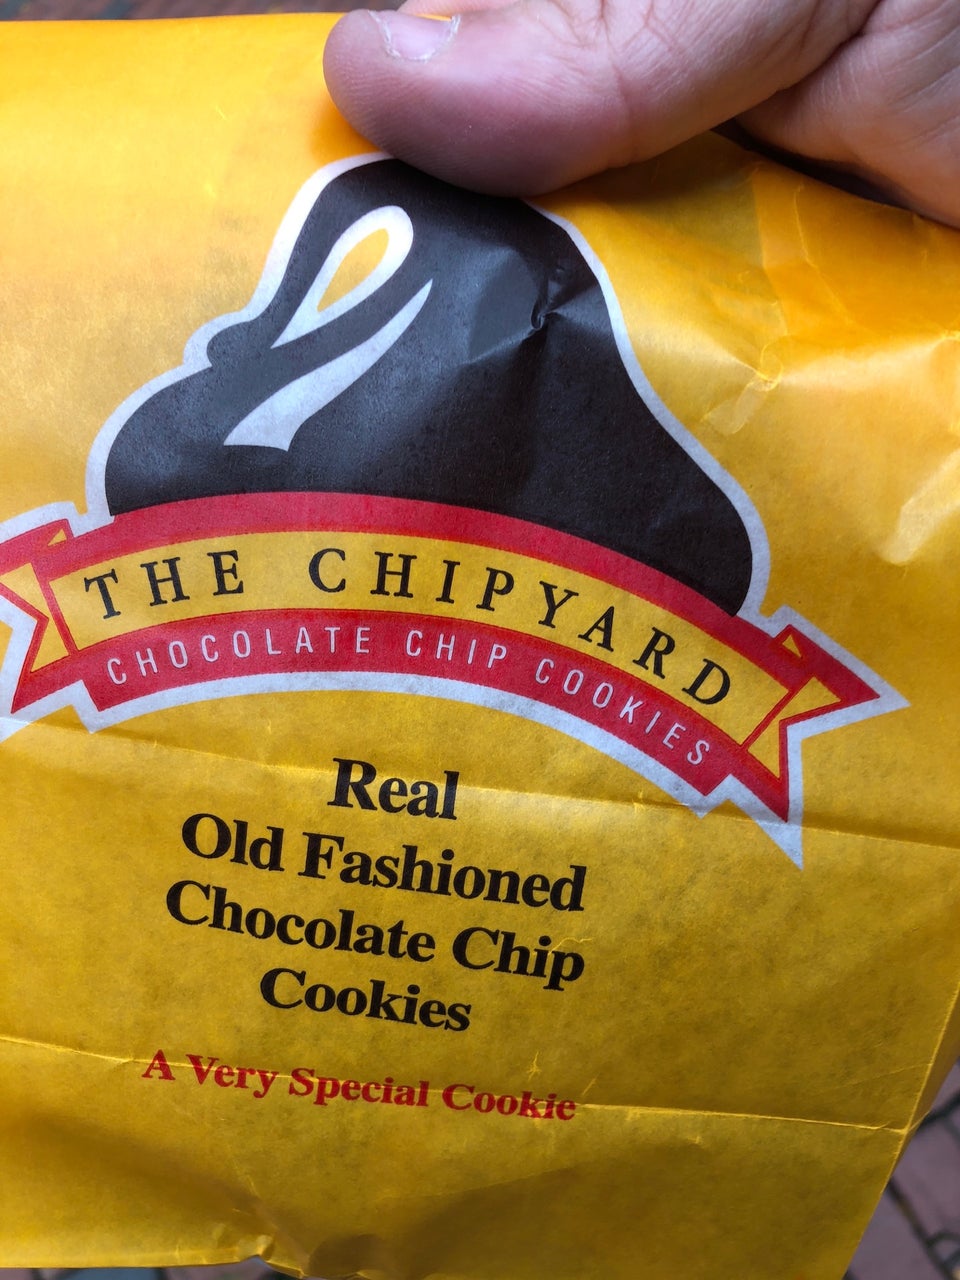 THE CHIPYARD
CHOCOLATE CHIP COOKIES
Real
Old Fashioned
Chocolate Chip
Cookies
A Very Special Cookie